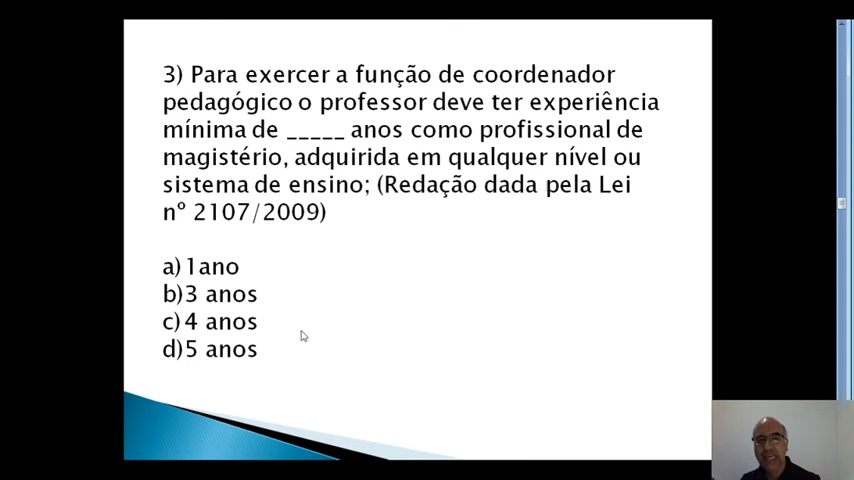 3) Para exercer a função de coordenador
pedagógico o professor deve ter experiência
mínima de _____ anos como profissional de
magistério, adquirida em qualquer nível ou
sistema de ensino; (Redação dada pela Lei
nº 2107/2009)
a) 1ano
b)3 anos
c) 4 anos
d)5 anos